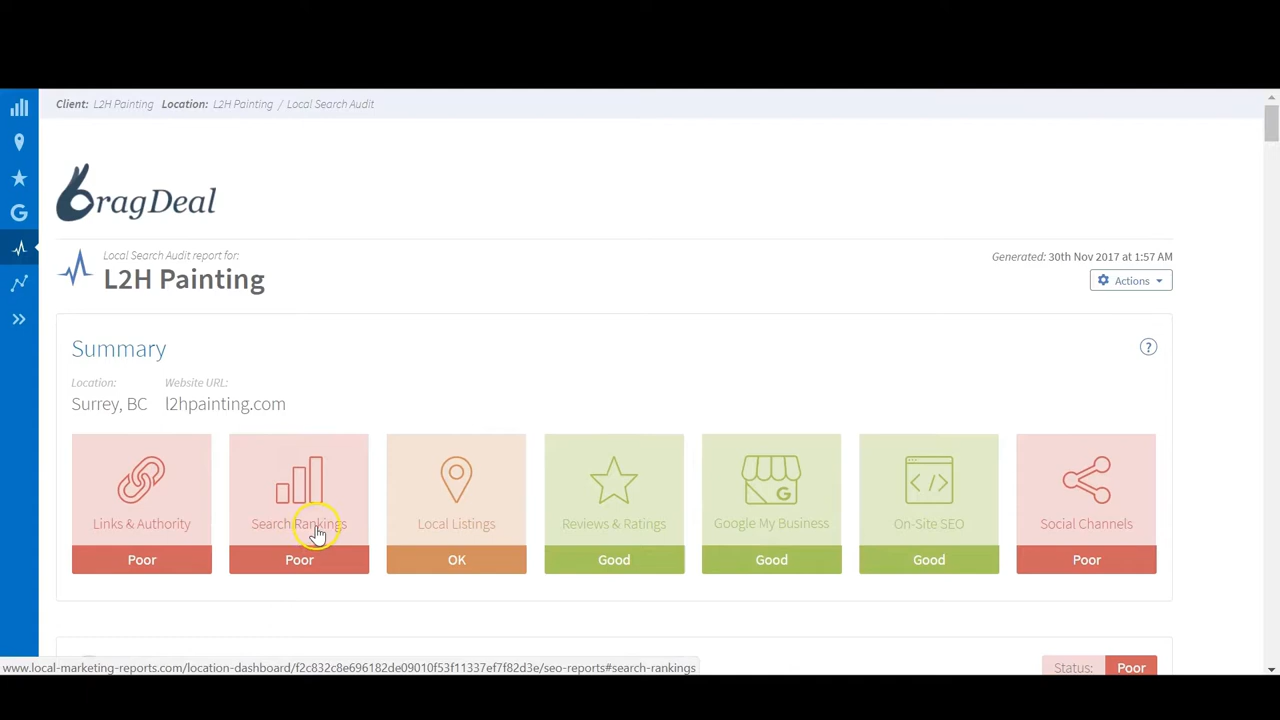 Client: L2H Painting Location: L2H Painting / Local Search Audit
bragDeal
Local Search Audit report for:
L2H Painting
Generated: 30th Nov 2017 at 1:57 AM
Actions
Summary
?
Location: Website URL:
Surrey, BC l2hpainting.com
Links & Authority Search Rankings Local Listings Reviews & Ratings Google My Business On-Site SEO Social Channels
Poor Poor OK Good Good Good Poor
www.local-marketing-reports.com/location-dashboard/f2c832c8e696182de09010f53f11337ef7f82d3e/seo-reports#search-rankings
Status: Poor